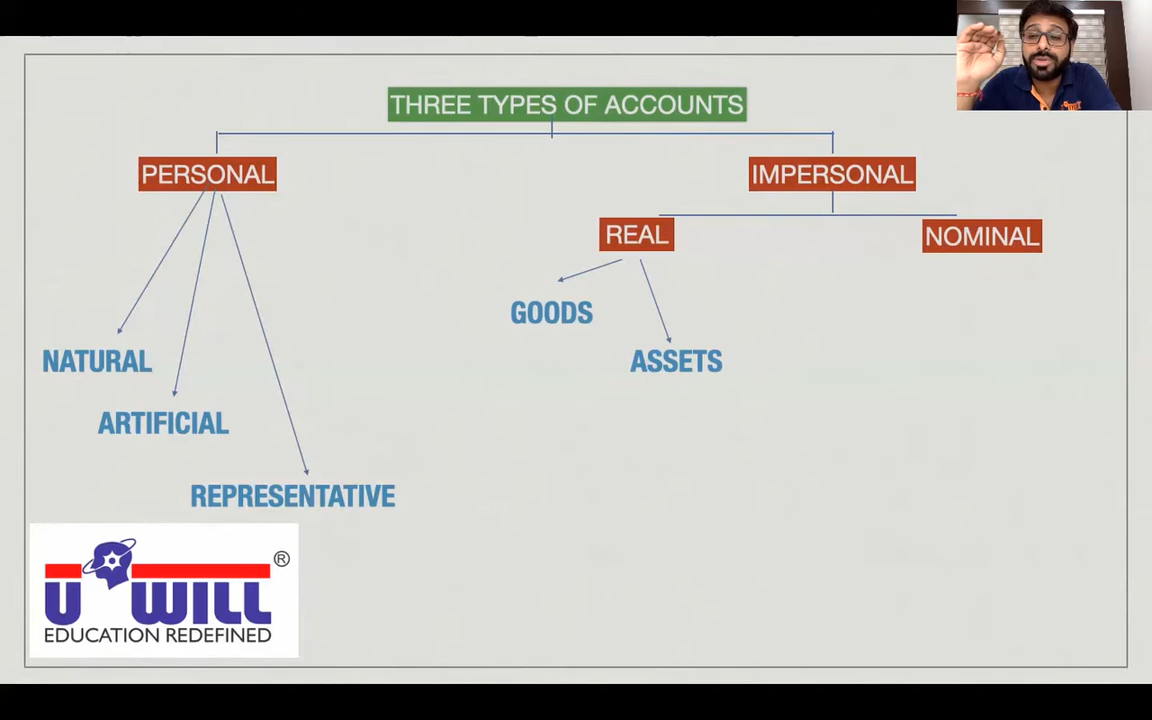 THREE TYPES OF ACCOUNTS
PERSONAL
IMPERSONAL
REAL
NOMINAL
GOODS
NATURAL
ASSETS
ARTIFICIAL
REPRESENTATIVE
U WILL ®
EDUCATION REDEFINED